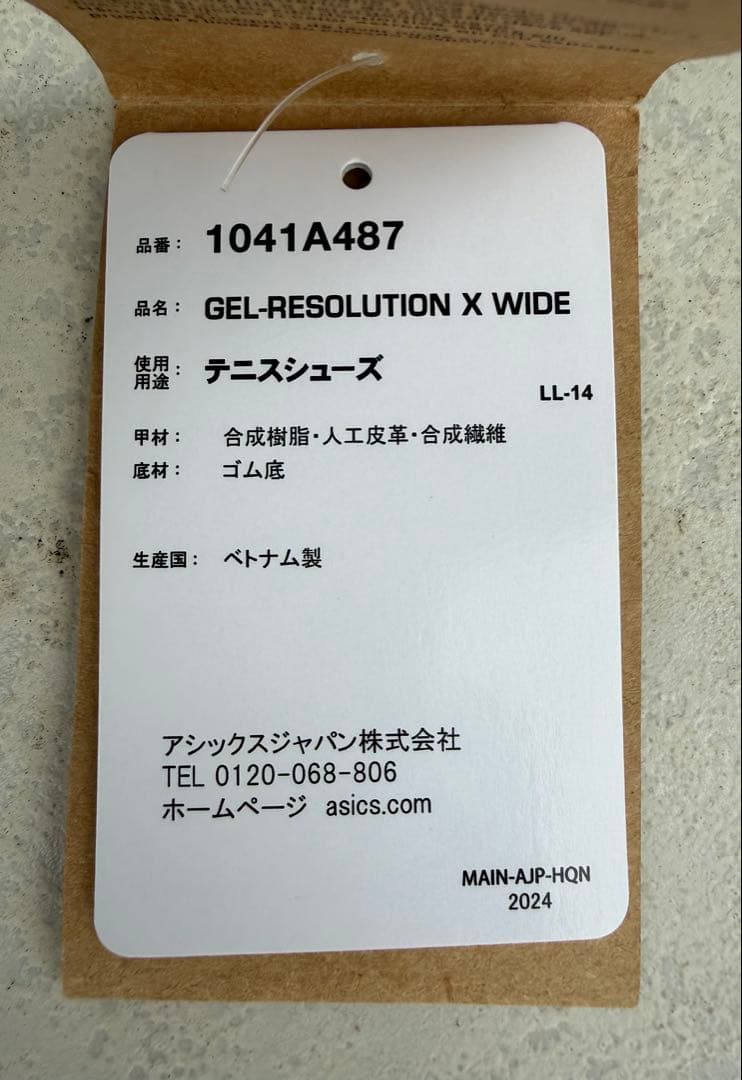 品番： 1041A487
品名： GEL-RESOLUTION X WIDE
使用用途： テニスシューズ
LL-14
甲材： 合成樹脂・人工皮革・合成繊維
底材： ゴム底
生産国： ベトナム製
アシックスジャパン株式会社
TEL 0120-068-806
ホームページ asics.com
MAIN-AJP-HQN
2024